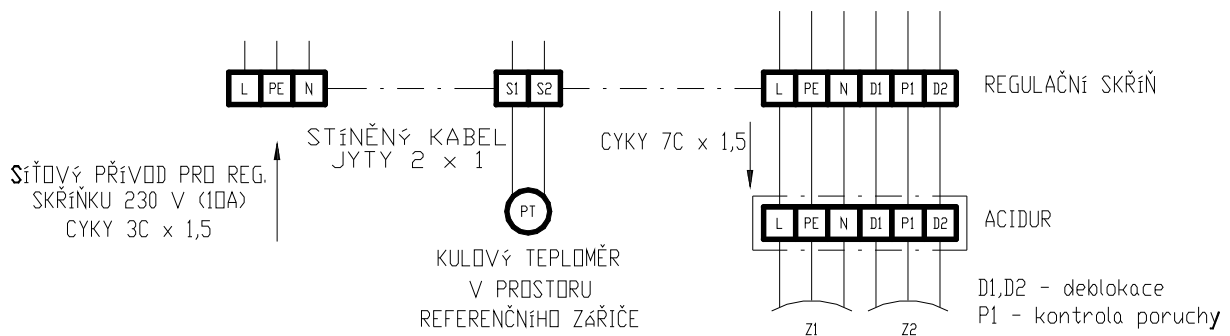 L PE N
S1 S2
L PE N D1 P1 D2
REGULAČNÍ SKŘÍŇ
STÍNĚNÝ KABEL
JYTY 2 x 1
CYKY 7C x 1,5
SÍŤOVÝ PŘÍVOD PRO REG.
SKŘÍŇKU 230 V (10A)
CYKY 3C x 1,5
PT
KULOVÝ TEPLOMĚR
V PROSTORU
REFERENČNÍHO ZÁŘIČE
L PE N D1 P1 D2
ACIDUR
D1,D2 - deblokace
P1 - kontrola poruchy
Z1 Z2